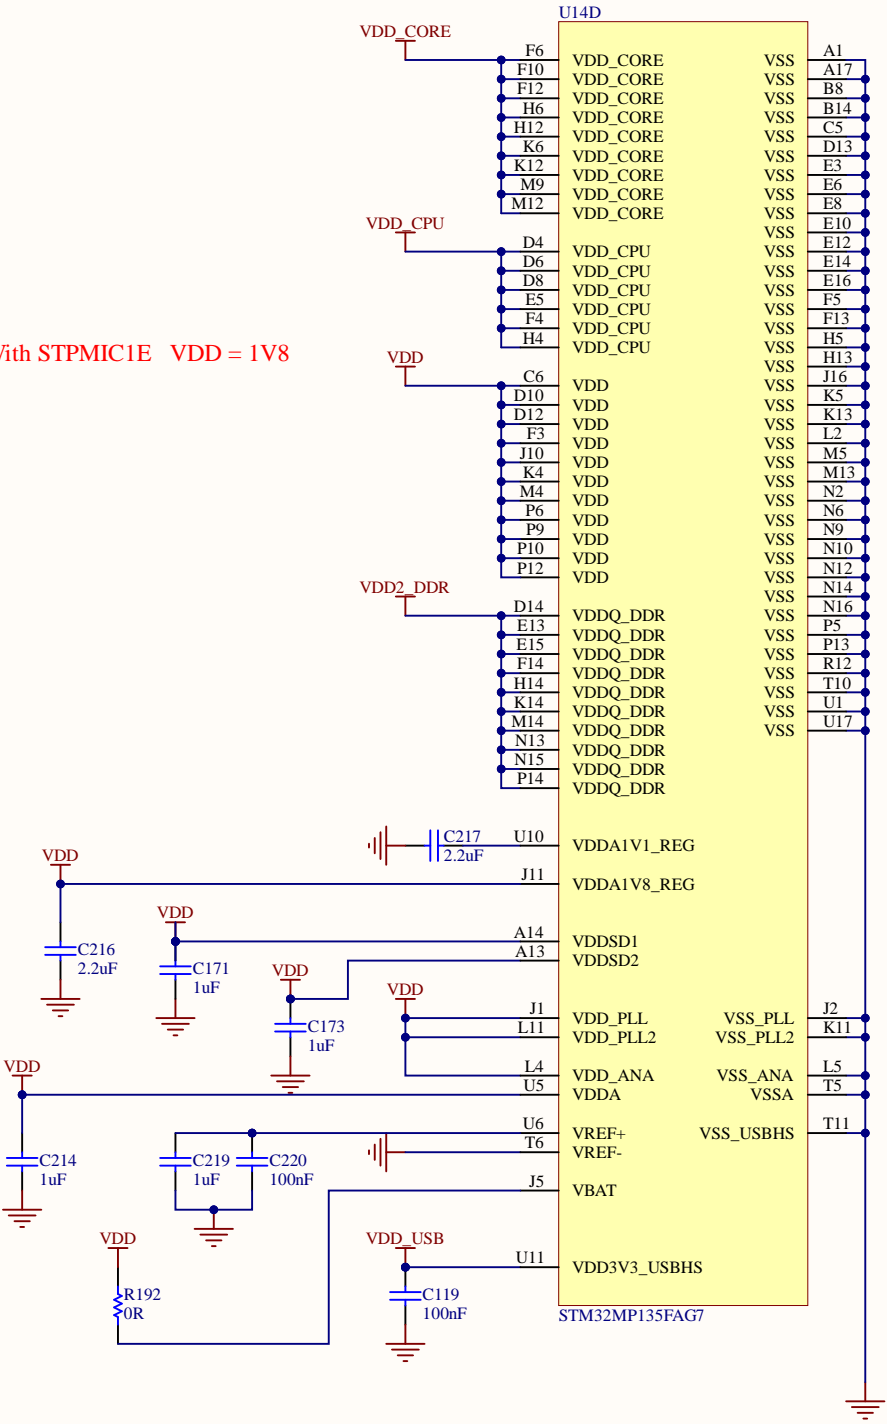 U14D
VDD_CORE
F6 VDD_CORE VSS A1
F10 VDD_CORE VSS A17
F12 VDD_CORE VSS B8
H6 VDD_CORE VSS B14
H12 VDD_CORE VSS C5
K6 VDD_CORE VSS D13
K12 VDD_CORE VSS E3
M9 VDD_CORE VSS E6
M12 VDD_CORE VSS E8
VDD_CPU VSS E10
D4 VDD_CPU VSS E12
D6 VDD_CPU VSS E14
D8 VDD_CPU VSS E16
E5 VDD_CPU VSS F5
F4 VDD_CPU VSS F13
H4 VDD_CPU VSS H5
With STPMIC1E VDD = 1V8
VDD VSS H13
C6 VDD VSS J16
D10 VDD VSS K5
D12 VDD VSS K13
F3 VDD VSS L2
J10 VDD VSS M5
K4 VDD VSS M13
M4 VDD VSS N2
P6 VDD VSS N6
P9 VDD VSS N9
P10 VDD VSS N10
P12 VDD VSS N12
VDD2_DDR VSS N14
D14 VDDQ_DDR VSS N16
E13 VDDQ_DDR VSS P5
E15 VDDQ_DDR VSS P13
F14 VDDQ_DDR VSS R12
H14 VDDQ_DDR VSS T10
K14 VDDQ_DDR VSS U1
M14 VDDQ_DDR VSS U17
N13 VDDQ_DDR
N15 VDDQ_DDR
P14 VDDQ_DDR
C217 U10 VDDA1V1_REG
2.2uF
VDD
J11 VDDA1V8_REG
VDD
A14 VDDSD1
C216
2.2uF
A13 VDDSD2
C171
1uF
VDD
VDD
J1 VDD_PLL VSS_PLL J2
C173
1uF
L11 VDD_PLL2 VSS_PLL2 K11
VDD
L4 VDD_ANA VSS_ANA L5
U5 VDDA VSSA T5
U6 VREF+ VSS_USBHS T11
T6 VREF-
C214
1uF
C219
1uF
C220
100nF
J5 VBAT
VDD
VDD_USB
U11 VDD3V3_USBHS
R192
0R
C119
100nF
STM32MP135FAG7